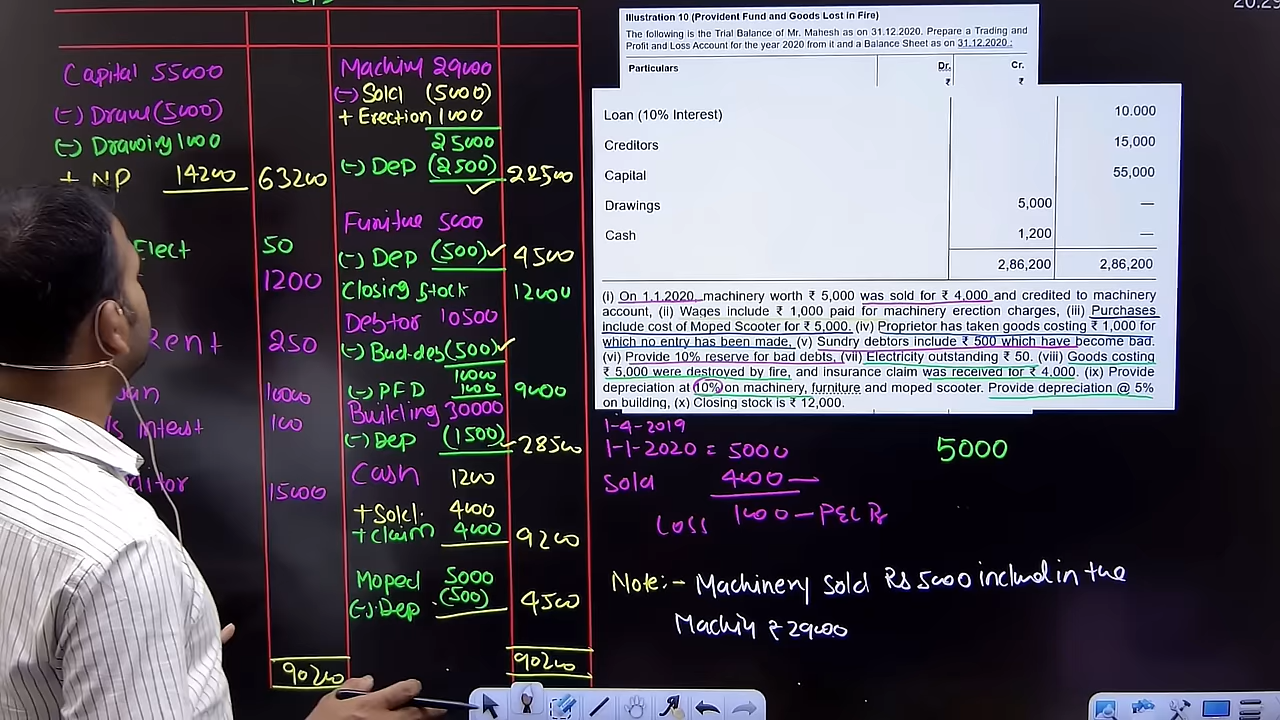 20:29
Capital 55000
(-) Draw (5000)
(-) Drawing 1000
+ NP 14200 63200
Elect 50
1200
Rent 250
an 10000
Is Interst 100
ditor 15000
90200
Machin 29000
(-) Sold (5000)
+ Erection 1000
25000
(-) Dep (2500) 22500
Furnitue 5000
(-) Dep (500) 4500
Closing Stock 12000
Debtor 10500
(-) Bad-deb (500)
10000
(-) PFD 1000 9000
Building 30000
(-) Dep (1500) 28500
Cash 1200
+ Sold. 4000
+ claim 4000 9200
Moped 5000
(-). Dep (500) 4500
90200
Illustration 10 (Provident Fund and Goods Lost in Fire)
The following is the Trial Balance of Mr. Mahesh as on 31.12.2020. Prepare a Trading and
Profit and Loss Account for the year 2020 from it and a Balance Sheet as on 31.12.2020 :
Particulars Dr. Cr.
₹ ₹
Loan (10% Interest) 10.000
Creditors 15,000
Capital 55,000
Drawings 5,000 —
Cash 1,200 —
2,86,200 2,86,200
(i) On 1.1.2020, machinery worth ₹ 5,000 was sold for ₹ 4,000 and credited to machinery
account, (ii) Wages include ₹ 1,000 paid for machinery erection charges, (iii) Purchases
include cost of Moped Scooter for ₹ 5,000. (iv) Proprietor has taken goods costing ₹ 1,000 for
which no entry has been made, (v) Sundry debtors include ₹ 500 which have become bad.
(vi) Provide 10% reserve for bad debts, (vii) Electricity outstanding ₹ 50. (viii) Goods costing
₹ 5,000 were destroyed by fire, and insurance claim was received for ₹ 4,000. (ix) Provide
depreciation at 10% on machinery, furniture and moped scooter. Provide depreciation @ 5%
on building, (x) Closing stock is ₹ 12,000.
1-4-2019
1-1-2020 = 5000
Sold 4000 —
Loss 1000 —
5000
Note:- Machinery Sold Rs 5000 includ in the
Machin ₹ 29000